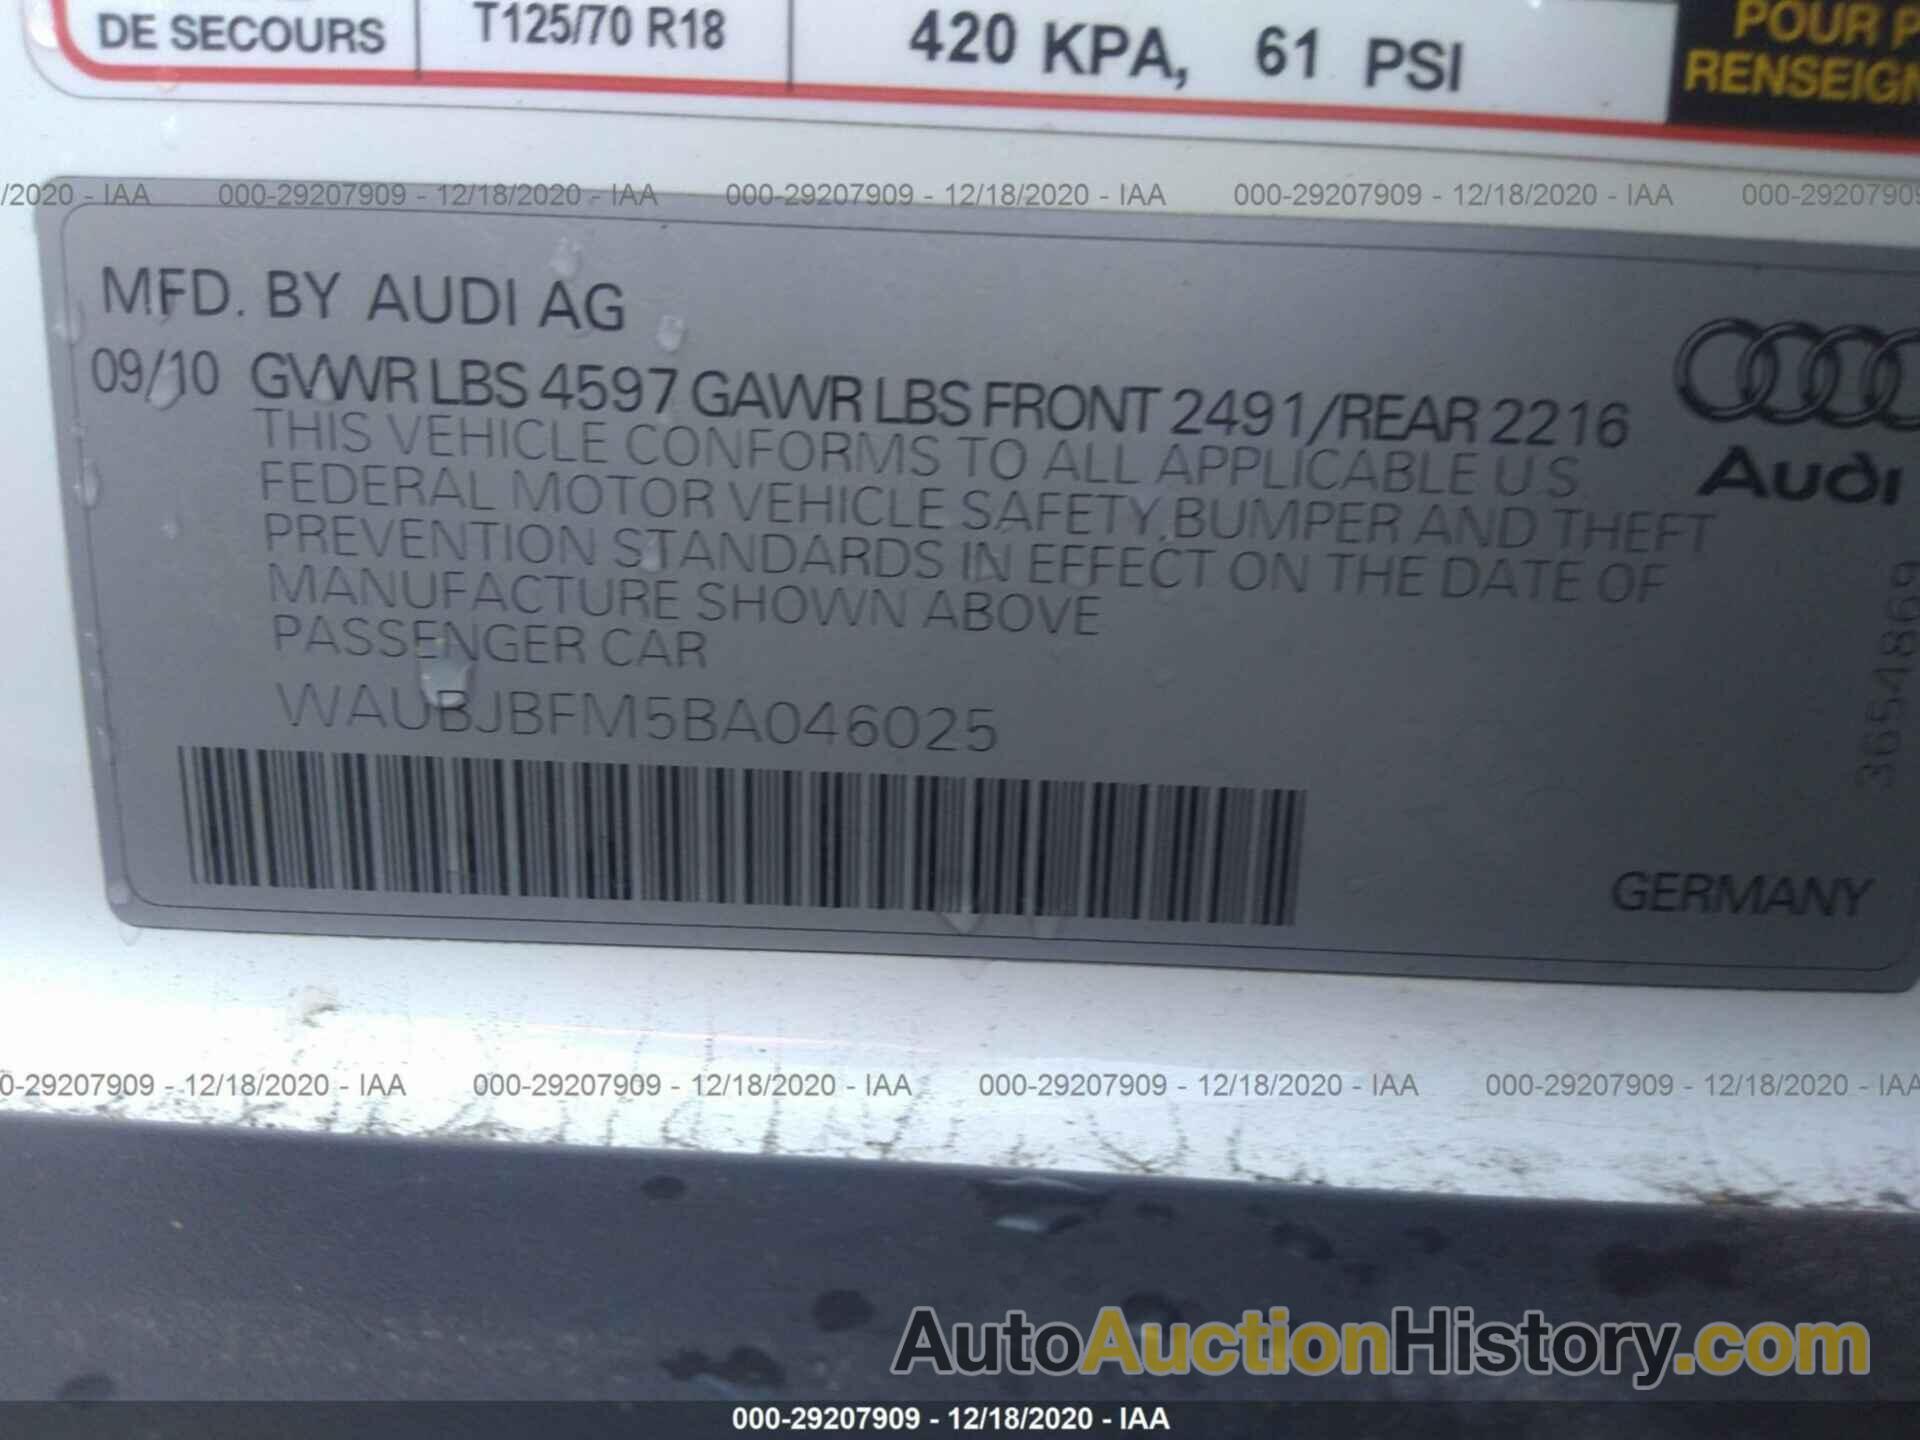 DE SECOURS T125/70 R18 420 KPA, 61 PSI
POUR P
RENSEIGN
/2020 - IAA 000-29207909 - 12/18/2020 - IAA 000-29207909 - 12/18/2020 - IAA 000-29207909 - 12/18/2020 - IAA 000-29207909
MFD. BY AUDI AG
09/10 GVWR LBS 4597 GAWR LBS FRONT 2491/REAR 2216
THIS VEHICLE CONFORMS TO ALL APPLICABLE U.S.
FEDERAL MOTOR VEHICLE SAFETY, BUMPER AND THEFT
PREVENTION STANDARDS IN EFFECT ON THE DATE OF
MANUFACTURE SHOWN ABOVE
PASSENGER CAR
WAUBJBFM5BA046025
Audi
3654869
GERMANY
0-29207909 - 12/18/2020 - IAA 000-29207909 - 12/18/2020 - IAA 000-29207909 - 12/18/2020 - IAA 000-29207909 - 12/18/2020 - IAA
AutoAuctionHistory.com
000-29207909 - 12/18/2020 - IAA